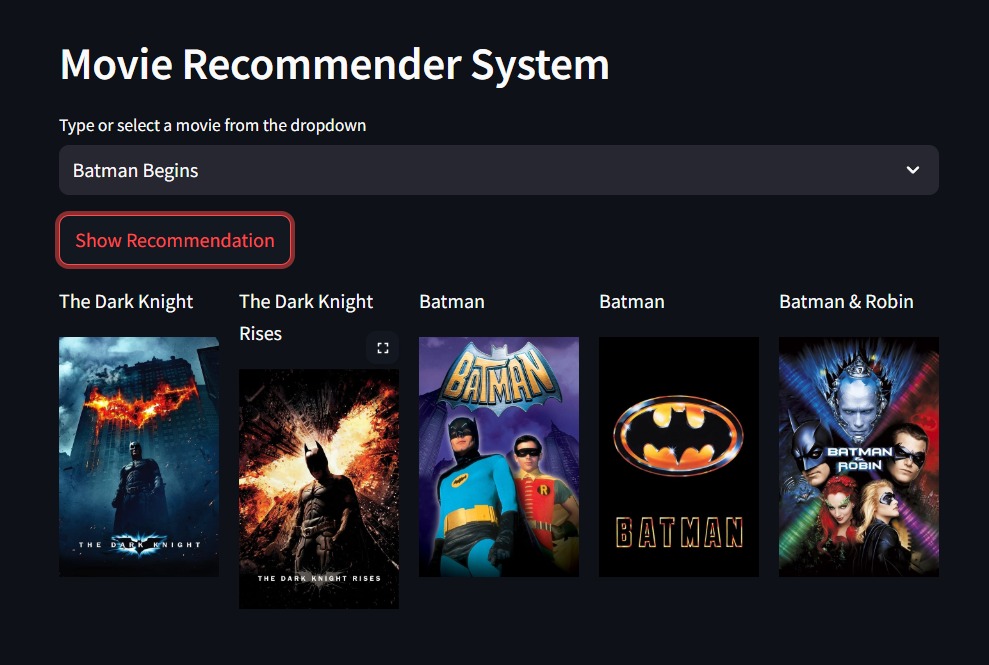 Movie Recommender System
Type or select a movie from the dropdown
Batman Begins
Show Recommendation
The Dark Knight
The Dark Knight
Rises
Batman
Batman
Batman & Robin
THE DARK KNIGHT
THE DARK KNIGHT RISES
BATMAN
R
BATMAN
BATMAN
&
ROBIN